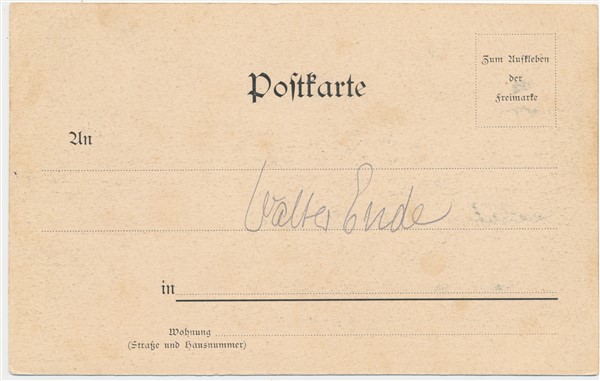 Zum Aufkleben
der
Freimarke
Postkarte
An
Walter Ende
in
Wohnung
(Straße und Hausnummer)